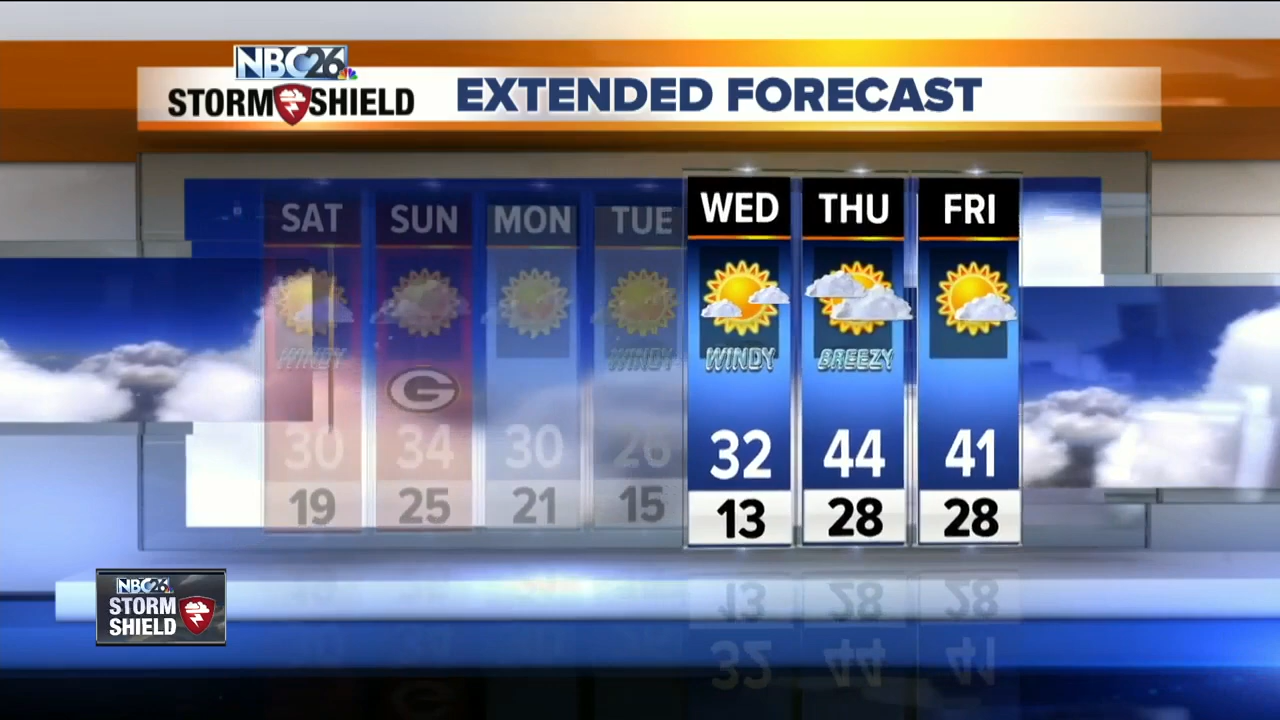 NBC26
STORM SHIELD
EXTENDED FORECAST
SAT SUN MON TUE WED THU FRI
WINDY WINDY WINDY BREEZY
G
30 34 30 26 32 44 41
19 25 21 15 13 28 28
NBC26
STORM
SHIELD